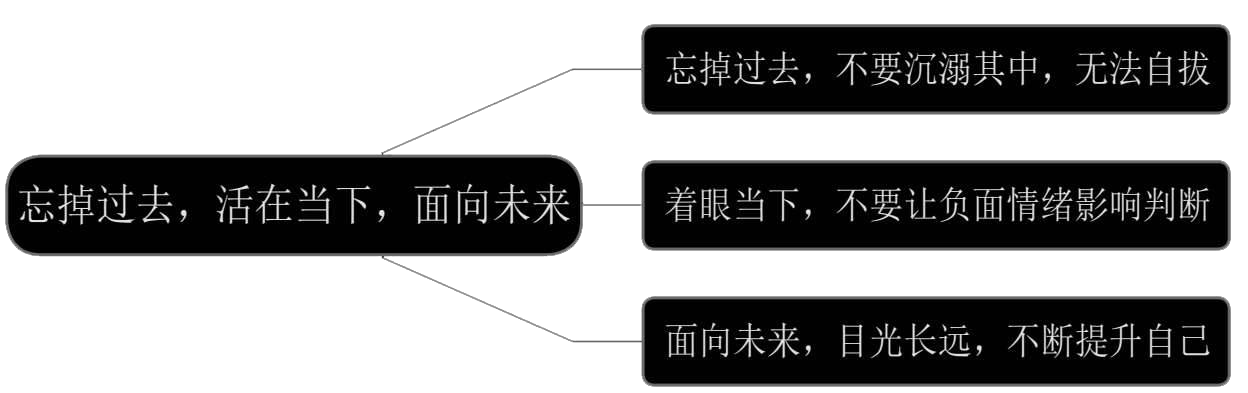 忘掉过去，不要沉溺其中，无法自拔
忘掉过去，活在当下，面向未来
着眼当下，不要让负面情绪影响判断
面向未来，目光长远，不断提升自己